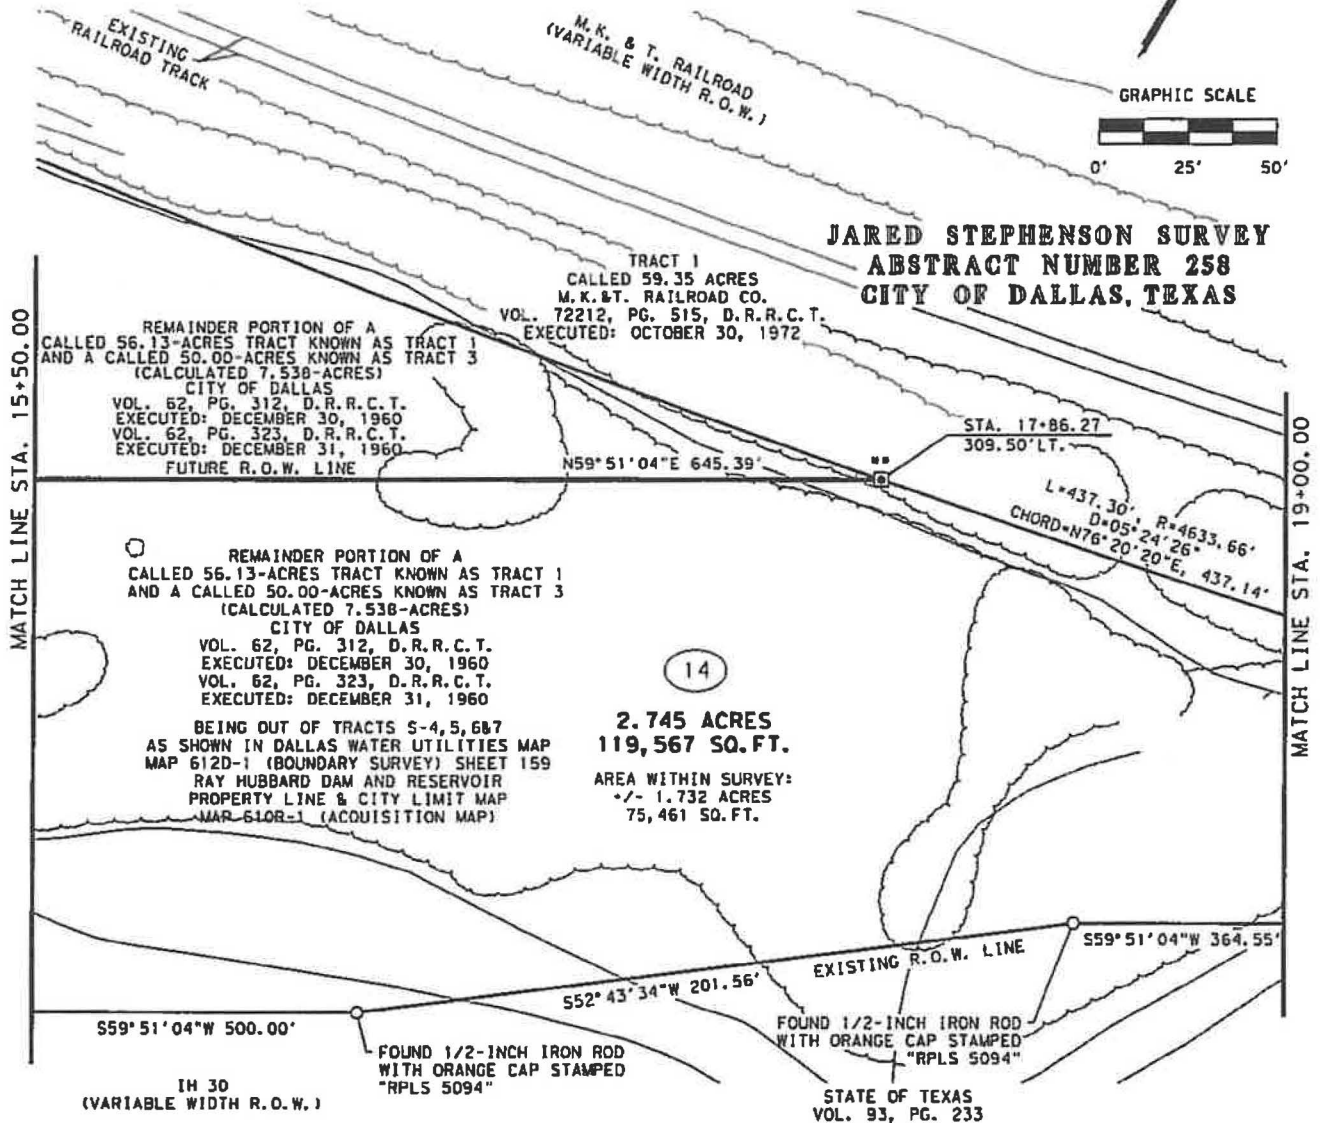 EXISTING
RAILROAD TRACK
M.K. & T. RAILROAD
(VARIABLE WIDTH R.O.W.)
GRAPHIC SCALE
0' 25' 50'
JARED STEPHENSON SURVEY
ABSTRACT NUMBER 258
CITY OF DALLAS, TEXAS
TRACT 1
CALLED 59.35 ACRES
M.K.&T. RAILROAD CO.
VOL. 72212, PG. 515, D.R.R.C.T.
EXECUTED: OCTOBER 30, 1972
MATCH LINE STA. 15+50.00
REMAINDER PORTION OF A
CALLED 56.13-ACRES TRACT KNOWN AS TRACT 1
AND A CALLED 50.00-ACRES KNOWN AS TRACT 3
(CALCULATED 7.538-ACRES)
CITY OF DALLAS
VOL. 62, PG. 312, D.R.R.C.T.
EXECUTED: DECEMBER 30, 1960
VOL. 62, PG. 323, D.R.R.C.T.
EXECUTED: DECEMBER 31, 1960
FUTURE R.O.W. LINE
N59°51'04"E 645.39'
STA. 17+86.27
309.50'LT.
**
L=437.30', R=4633.66'
D=05°24'26"
CHORD=N76°20'20"E, 437.14'
MATCH LINE STA. 19+00.00
REMAINDER PORTION OF A
CALLED 56.13-ACRES TRACT KNOWN AS TRACT 1
AND A CALLED 50.00-ACRES KNOWN AS TRACT 3
(CALCULATED 7.538-ACRES)
CITY OF DALLAS
VOL. 62, PG. 312, D.R.R.C.T.
EXECUTED: DECEMBER 30, 1960
VOL. 62, PG. 323, D.R.R.C.T.
EXECUTED: DECEMBER 31, 1960
BEING OUT OF TRACTS S-4,5,6&7
AS SHOWN IN DALLAS WATER UTILITIES MAP
MAP 612D-1 (BOUNDARY SURVEY) SHEET 159
RAY HUBBARD DAM AND RESERVOIR
PROPERTY LINE & CITY LIMIT MAP
MAP 610R-1 (ACQUISITION MAP)
14
2.745 ACRES
119,567 SQ.FT.
AREA WITHIN SURVEY:
+/- 1.732 ACRES
75,461 SQ.FT.
S59°51'04"W 364.55'
EXISTING R.O.W. LINE
S52°43'34"W 201.56'
S59°51'04"W 500.00'
FOUND 1/2-INCH IRON ROD
WITH ORANGE CAP STAMPED
"RPLS 5094"
FOUND 1/2-INCH IRON ROD
WITH ORANGE CAP STAMPED
"RPLS 5094"
IH 30
(VARIABLE WIDTH R.O.W.)
STATE OF TEXAS
VOL. 93, PG. 233